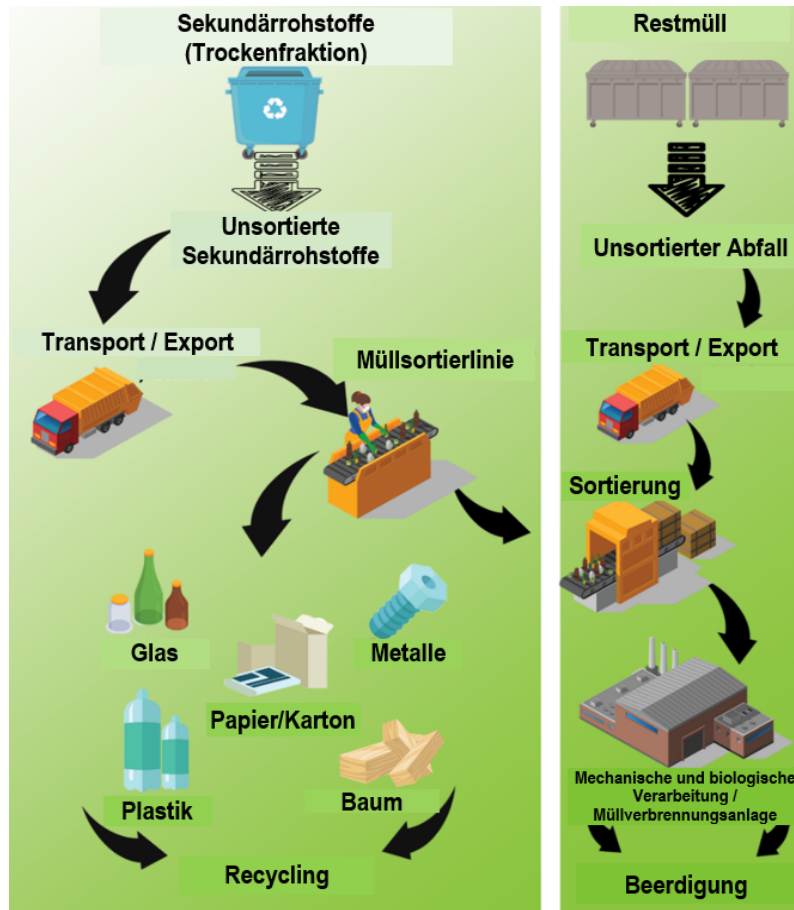 Sekundärrohstoffe
(Trockenfraktion)
Unsortierte
Sekundärrohstoffe
Transport / Export
Müllsortierlinie
Glas
Metalle
Papier/Karton
Plastik
Baum
Recycling
Restmüll
Unsortierter Abfall
Transport / Export
Sortierung
Mechanische und biologische
Verarbeitung /
Müllverbrennungsanlage
Beerdigung